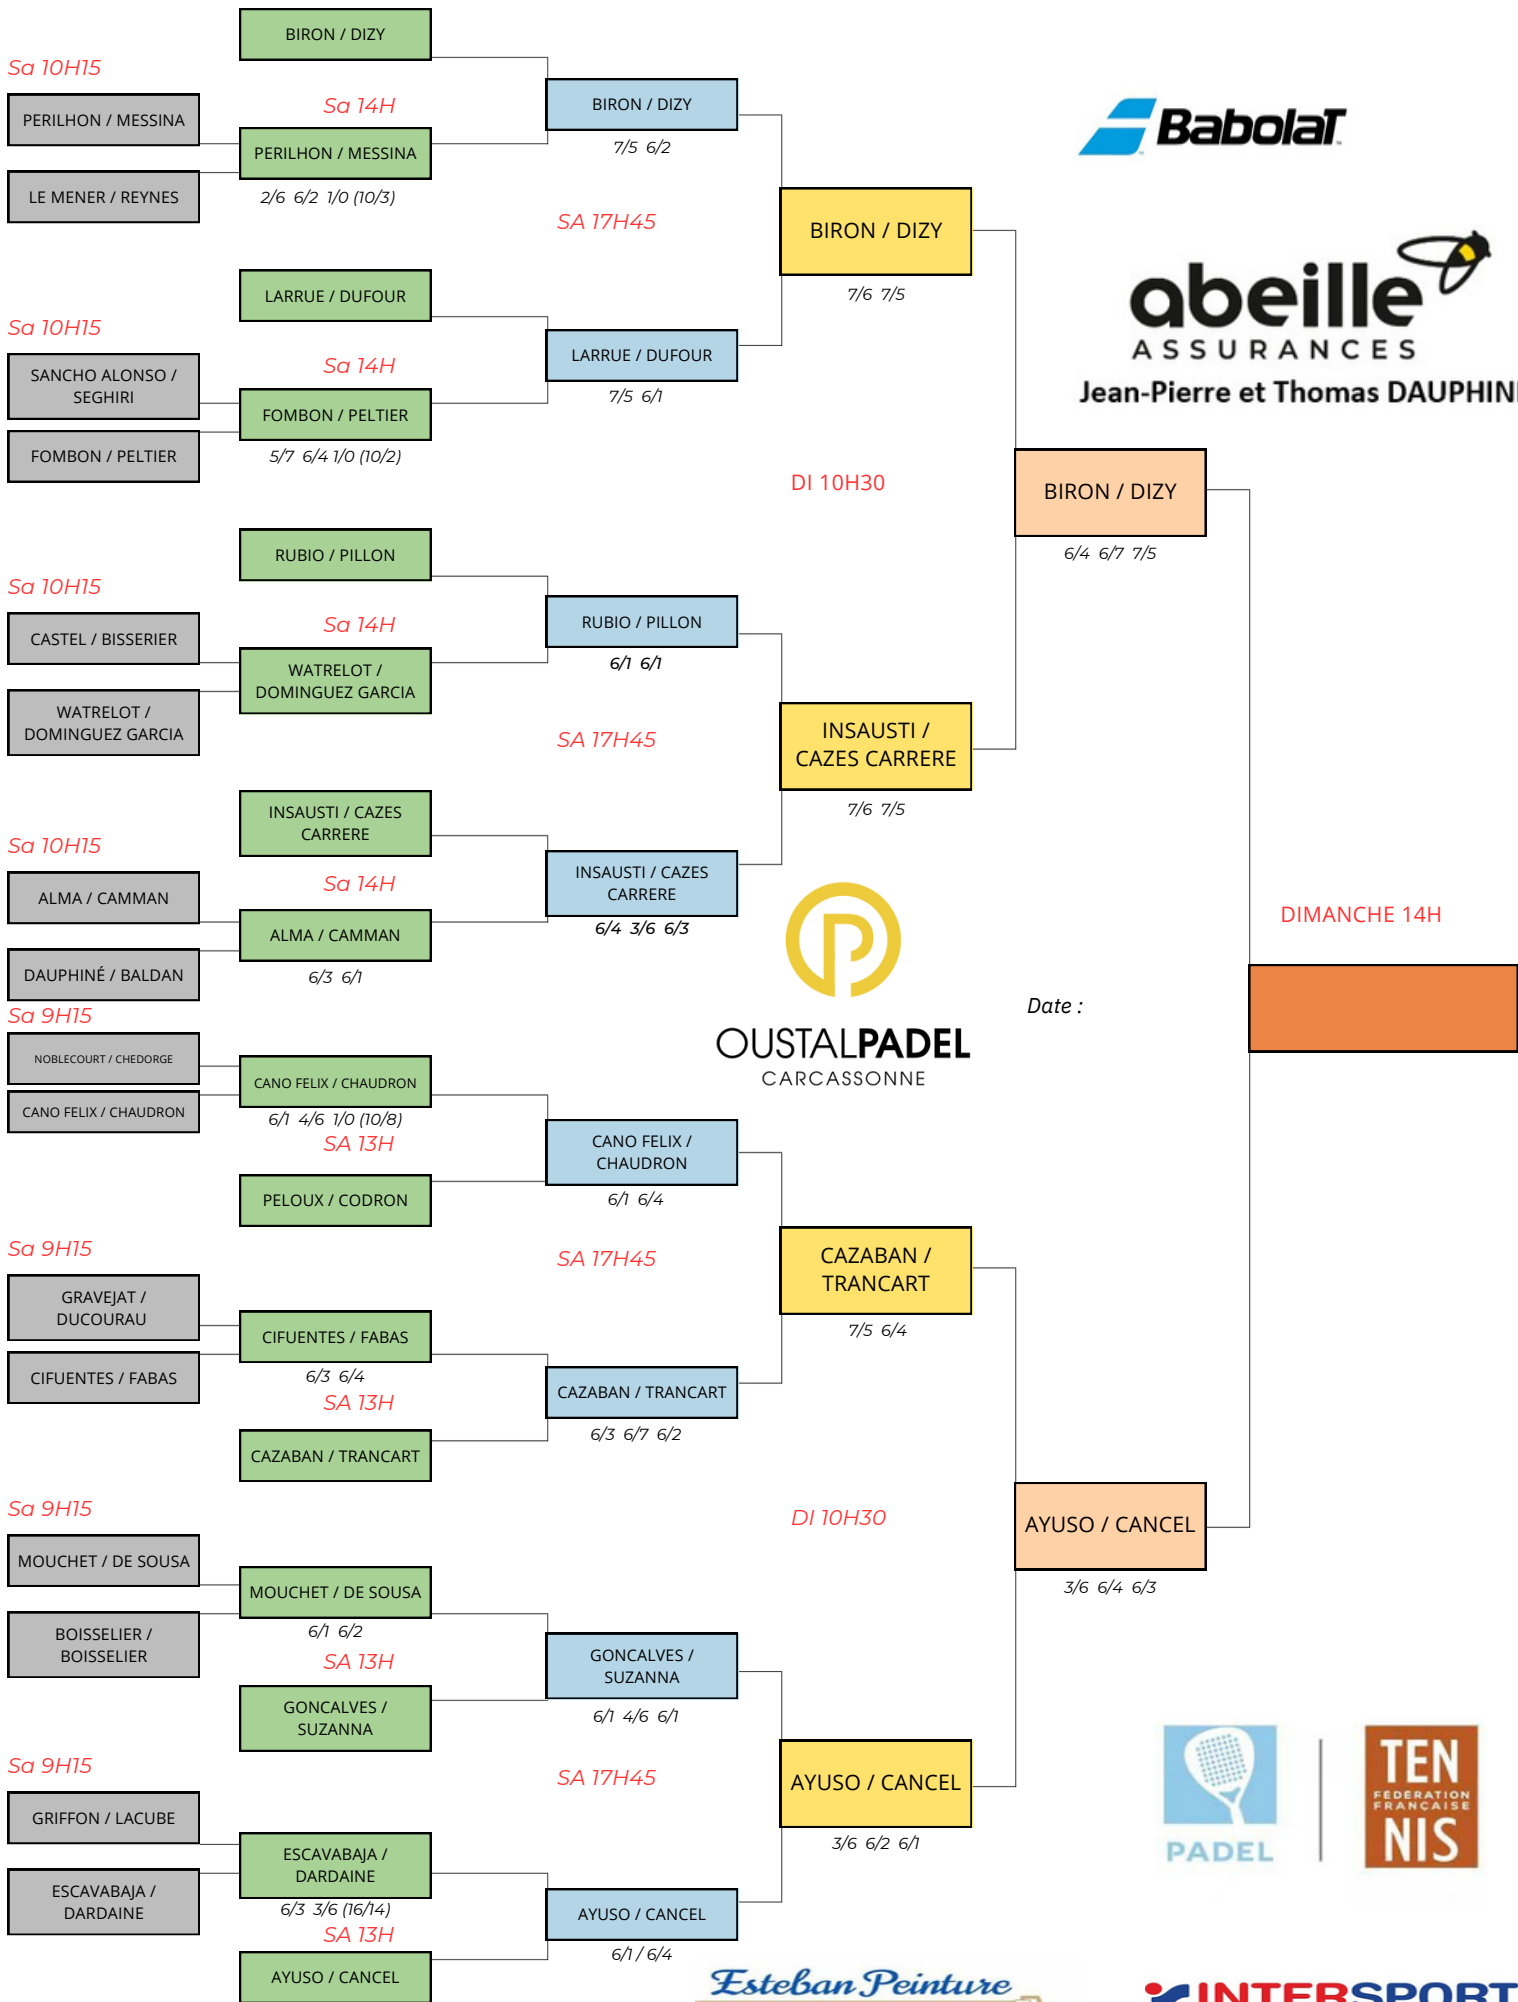 BIRON / DIZY
Sa 10H15
PERILHON / MESSINA
Sa 14H
BIRON / DIZY
7/5 6/2
BabolaT
PERILHON / MESSINA
LE MENER / REYNES
2/6 6/2 1/0 (10/3)
SA 17H45
BIRON / DIZY
7/6 7/5
abeille
ASSURANCES
Jean-Pierre et Thomas DAUPHIN
LARRUE / DUFOUR
Sa 10H15
SANCHO ALONSO /
SEGHIRI
Sa 14H
LARRUE / DUFOUR
7/5 6/1
FOMBON / PELTIER
FOMBON / PELTIER
5/7 6/4 1/0 (10/2)
DI 10H30
BIRON / DIZY
6/4 6/7 7/5
RUBIO / PILLON
Sa 10H15
CASTEL / BISSERIER
Sa 14H
RUBIO / PILLON
6/1 6/1
WATRELOT /
DOMINGUEZ GARCIA
WATRELOT /
DOMINGUEZ GARCIA
SA 17H45
INSAUSTI /
CAZES CARRERE
7/6 7/5
INSAUSTI / CAZES
CARRERE
Sa 10H15
ALMA / CAMMAN
Sa 14H
INSAUSTI / CAZES
CARRERE
6/4 3/6 6/3
ALMA / CAMMAN
DAUPHINÉ / BALDAN
6/3 6/1
DIMANCHE 14H
Date :
OUSTALPADEL
CARCASSONNE
Sa 9H15
NOBLECOURT / CHEDORGE
CANO FELIX / CHAUDRON
CANO FELIX / CHAUDRON
6/1 4/6 1/0 (10/8)
SA 13H
CANO FELIX /
CHAUDRON
6/1 6/4
PELOUX / CODRON
Sa 9H15
SA 17H45
CAZABAN /
TRANCART
7/5 6/4
GRAVEJAT /
DUCOURAU
CIFUENTES / FABAS
CIFUENTES / FABAS
6/3 6/4
SA 13H
CAZABAN / TRANCART
6/3 6/7 6/2
CAZABAN / TRANCART
Sa 9H15
DI 10H30
AYUSO / CANCEL
3/6 6/4 6/3
MOUCHET / DE SOUSA
MOUCHET / DE SOUSA
6/1 6/2
BOISSELIER /
BOISSELIER
SA 13H
GONCALVES /
SUZANNA
6/1 4/6 6/1
GONCALVES /
SUZANNA
Sa 9H15
SA 17H45
AYUSO / CANCEL
3/6 6/2 6/1
GRIFFON / LACUBE
ESCAVABAJA /
DARDAINE
6/3 3/6 (16/14)
ESCAVABAJA /
DARDAINE
SA 13H
AYUSO / CANCEL
6/1 / 6/4
AYUSO / CANCEL
PADEL
TEN
FEDERATION
FRANÇAISE
NIS
Esteban Peinture
INTERSPORT